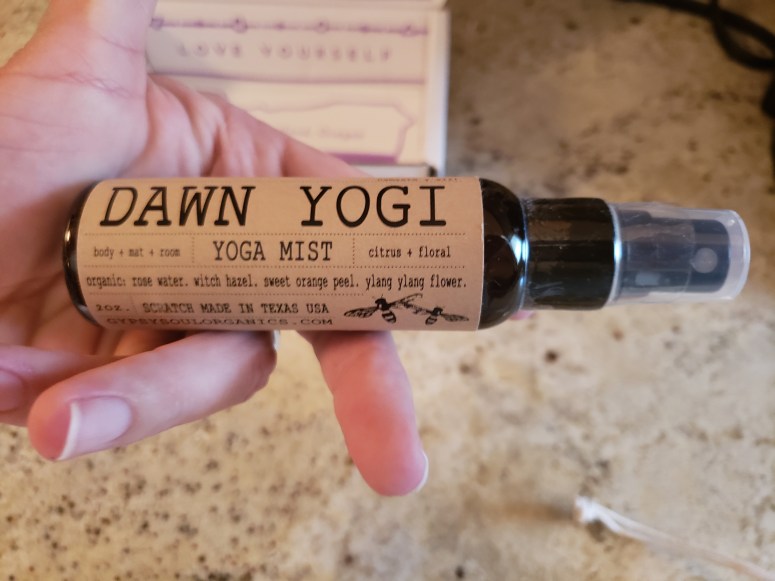 LOVE YOURSELF
DAWN YOGI
body + mat + room
YOGA MIST
citrus + floral
organic: rose water. witch hazel. sweet orange peel. ylang ylang flower.
2oz. SCRATCH MADE IN TEXAS USA
GYPSYSOULORGANICS.COM